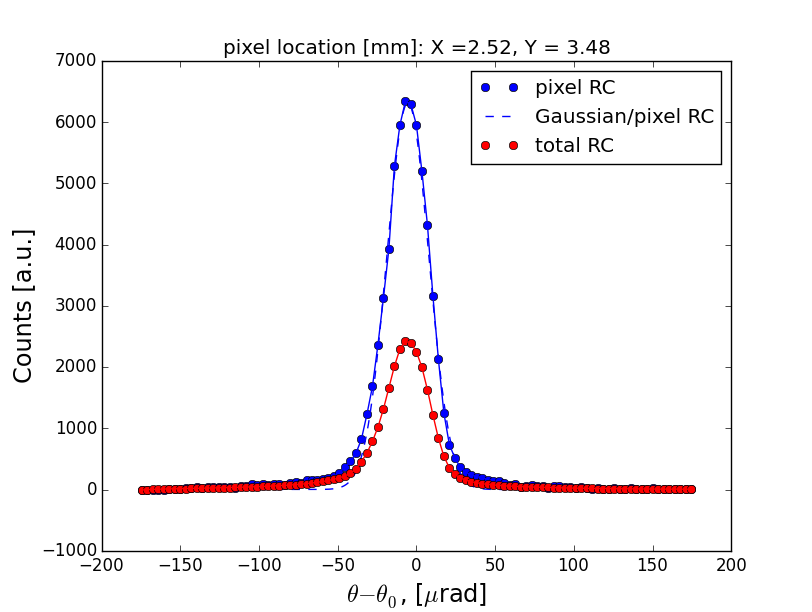 pixel location [mm]: X =2.52, Y = 3.48
7000
6000
5000
4000
3000
2000
1000
0
−1000
Counts [a.u.]
pixel RC
Gaussian/pixel RC
total RC
−200 −150 −100 −50 0 50 100 150 200
θ−θ₀, [μrad]